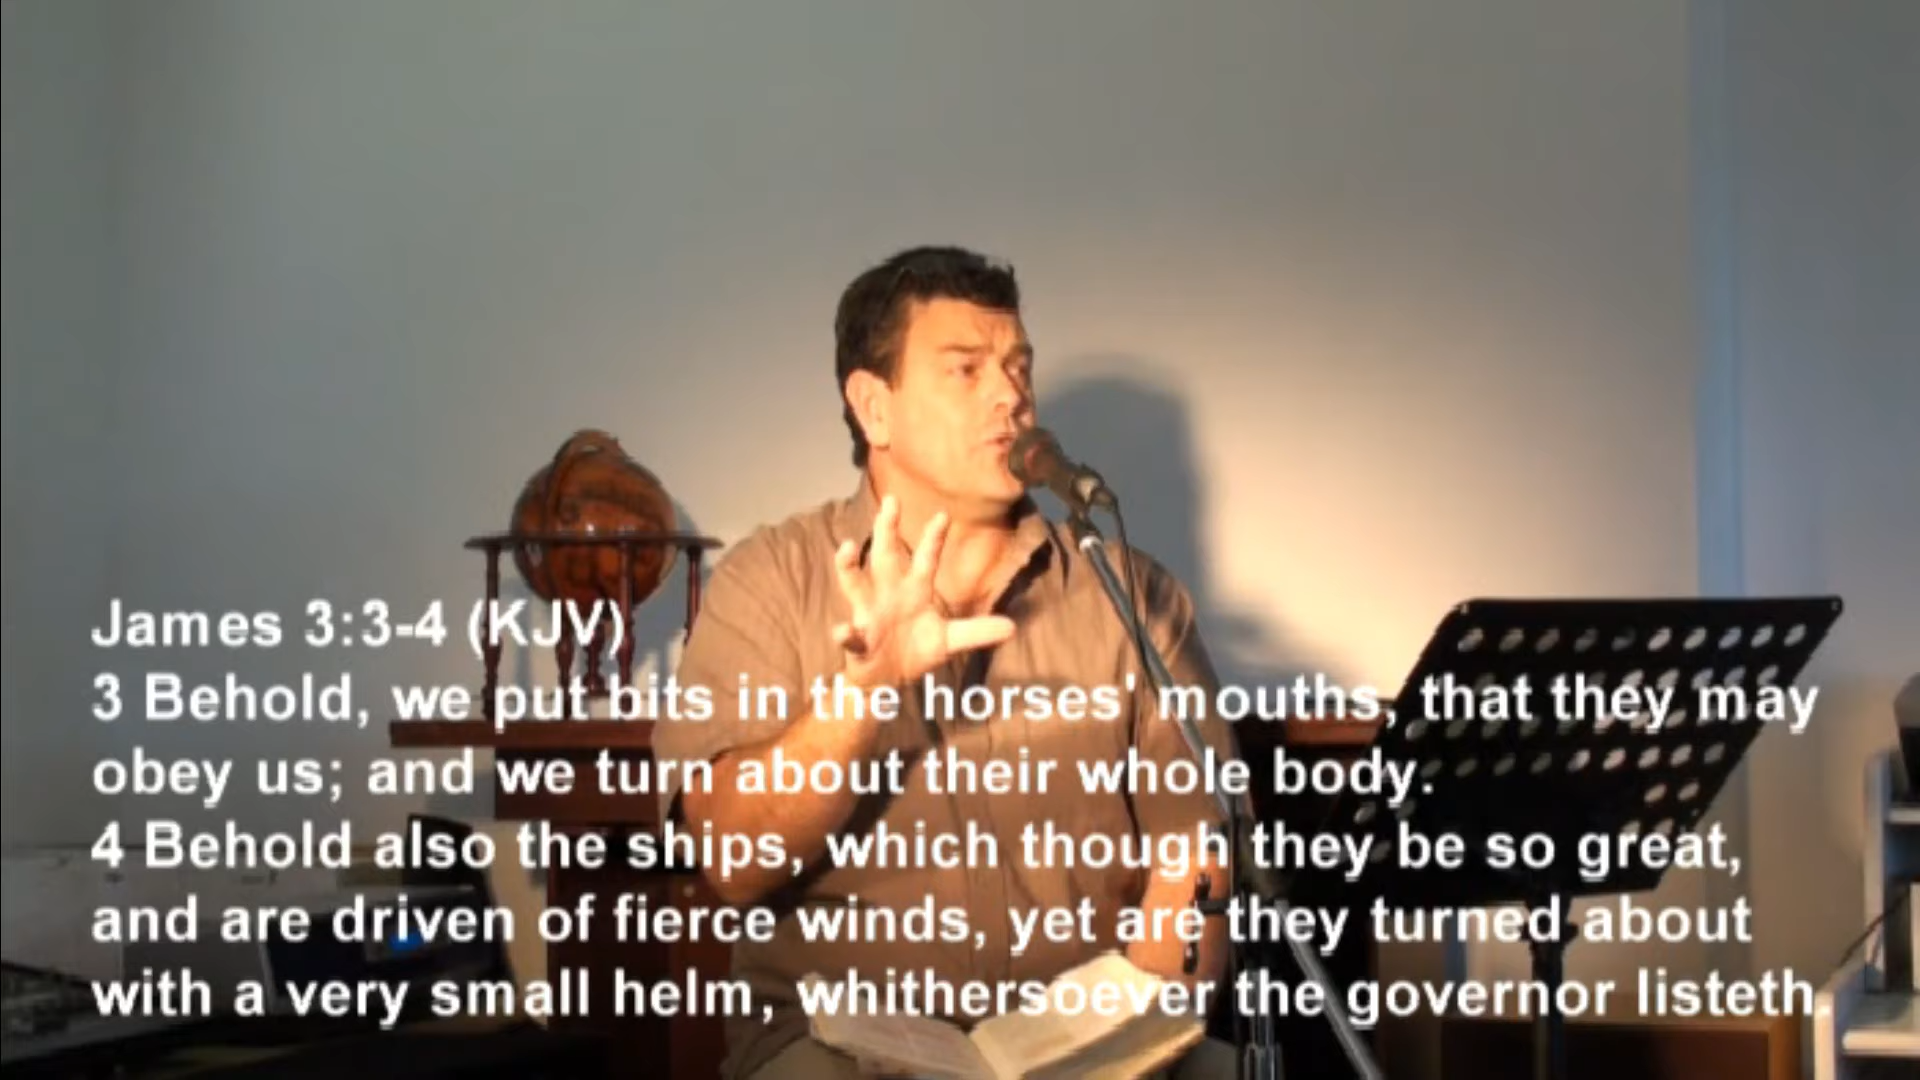 James 3:3-4 (KJV)
3 Behold, we put bits in the horses' mouths, that they may
obey us; and we turn about their whole body.
4 Behold also the ships, which though they be so great,
and are driven of fierce winds, yet are they turned about
with a very small helm, whithersoever the governor listeth.